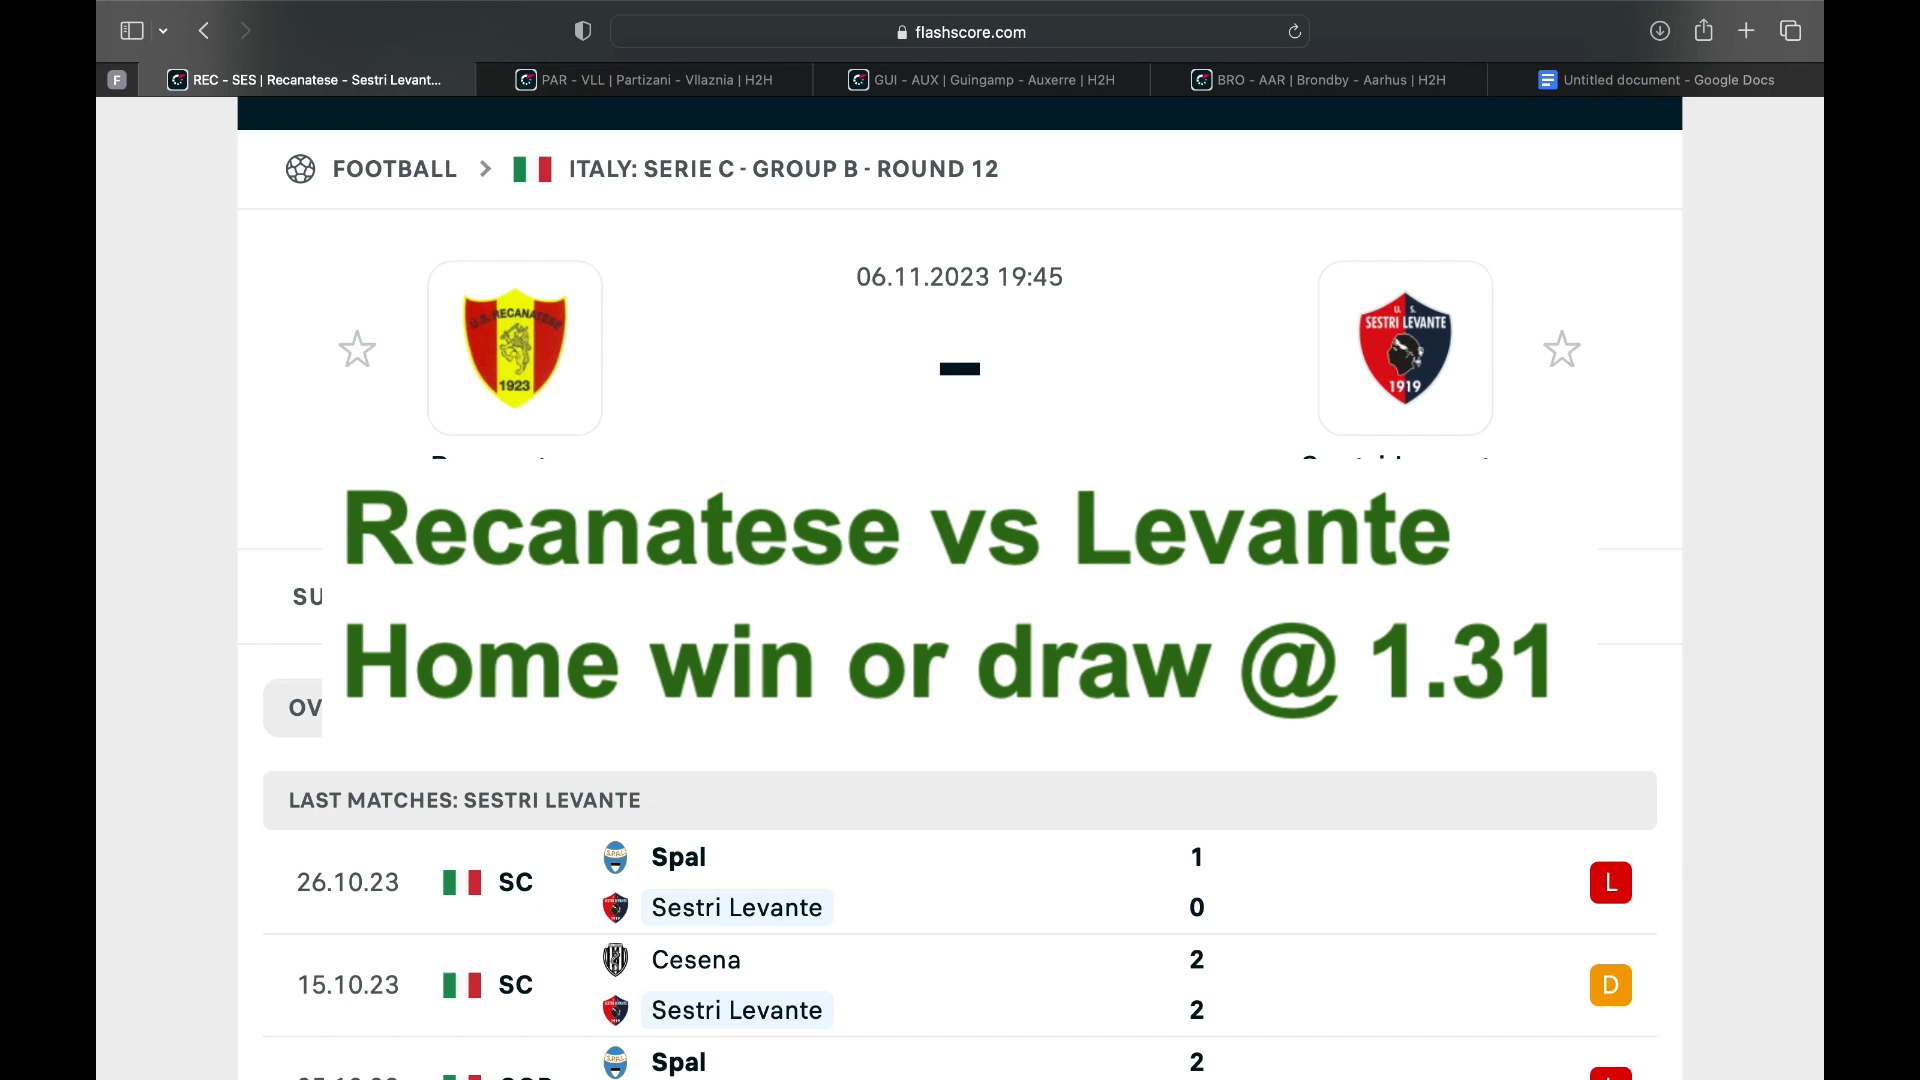 flashscore.com
F
REC - SES | Recanatese - Sestri Levant...
PAR - VLL | Partizani - Vllaznia | H2H
GUI - AUX | Guingamp - Auxerre | H2H
BRO - AAR | Brondby - Aarhus | H2H
Untitled document - Google Docs
FOOTBALL > ITALY: SERIE C - GROUP B - ROUND 12
06.11.2023 19:45
U.S. RECANATESE
1923
-
U. S.
SESTRI LEVANTE
1919
Recanatese vs Levante
SU
Home win or draw @ 1.31
OV
LAST MATCHES: SESTRI LEVANTE
26.10.23 SC Spal 1 L
Sestri Levante 0
15.10.23 SC Cesena 2 D
Sestri Levante 2
Spal 2